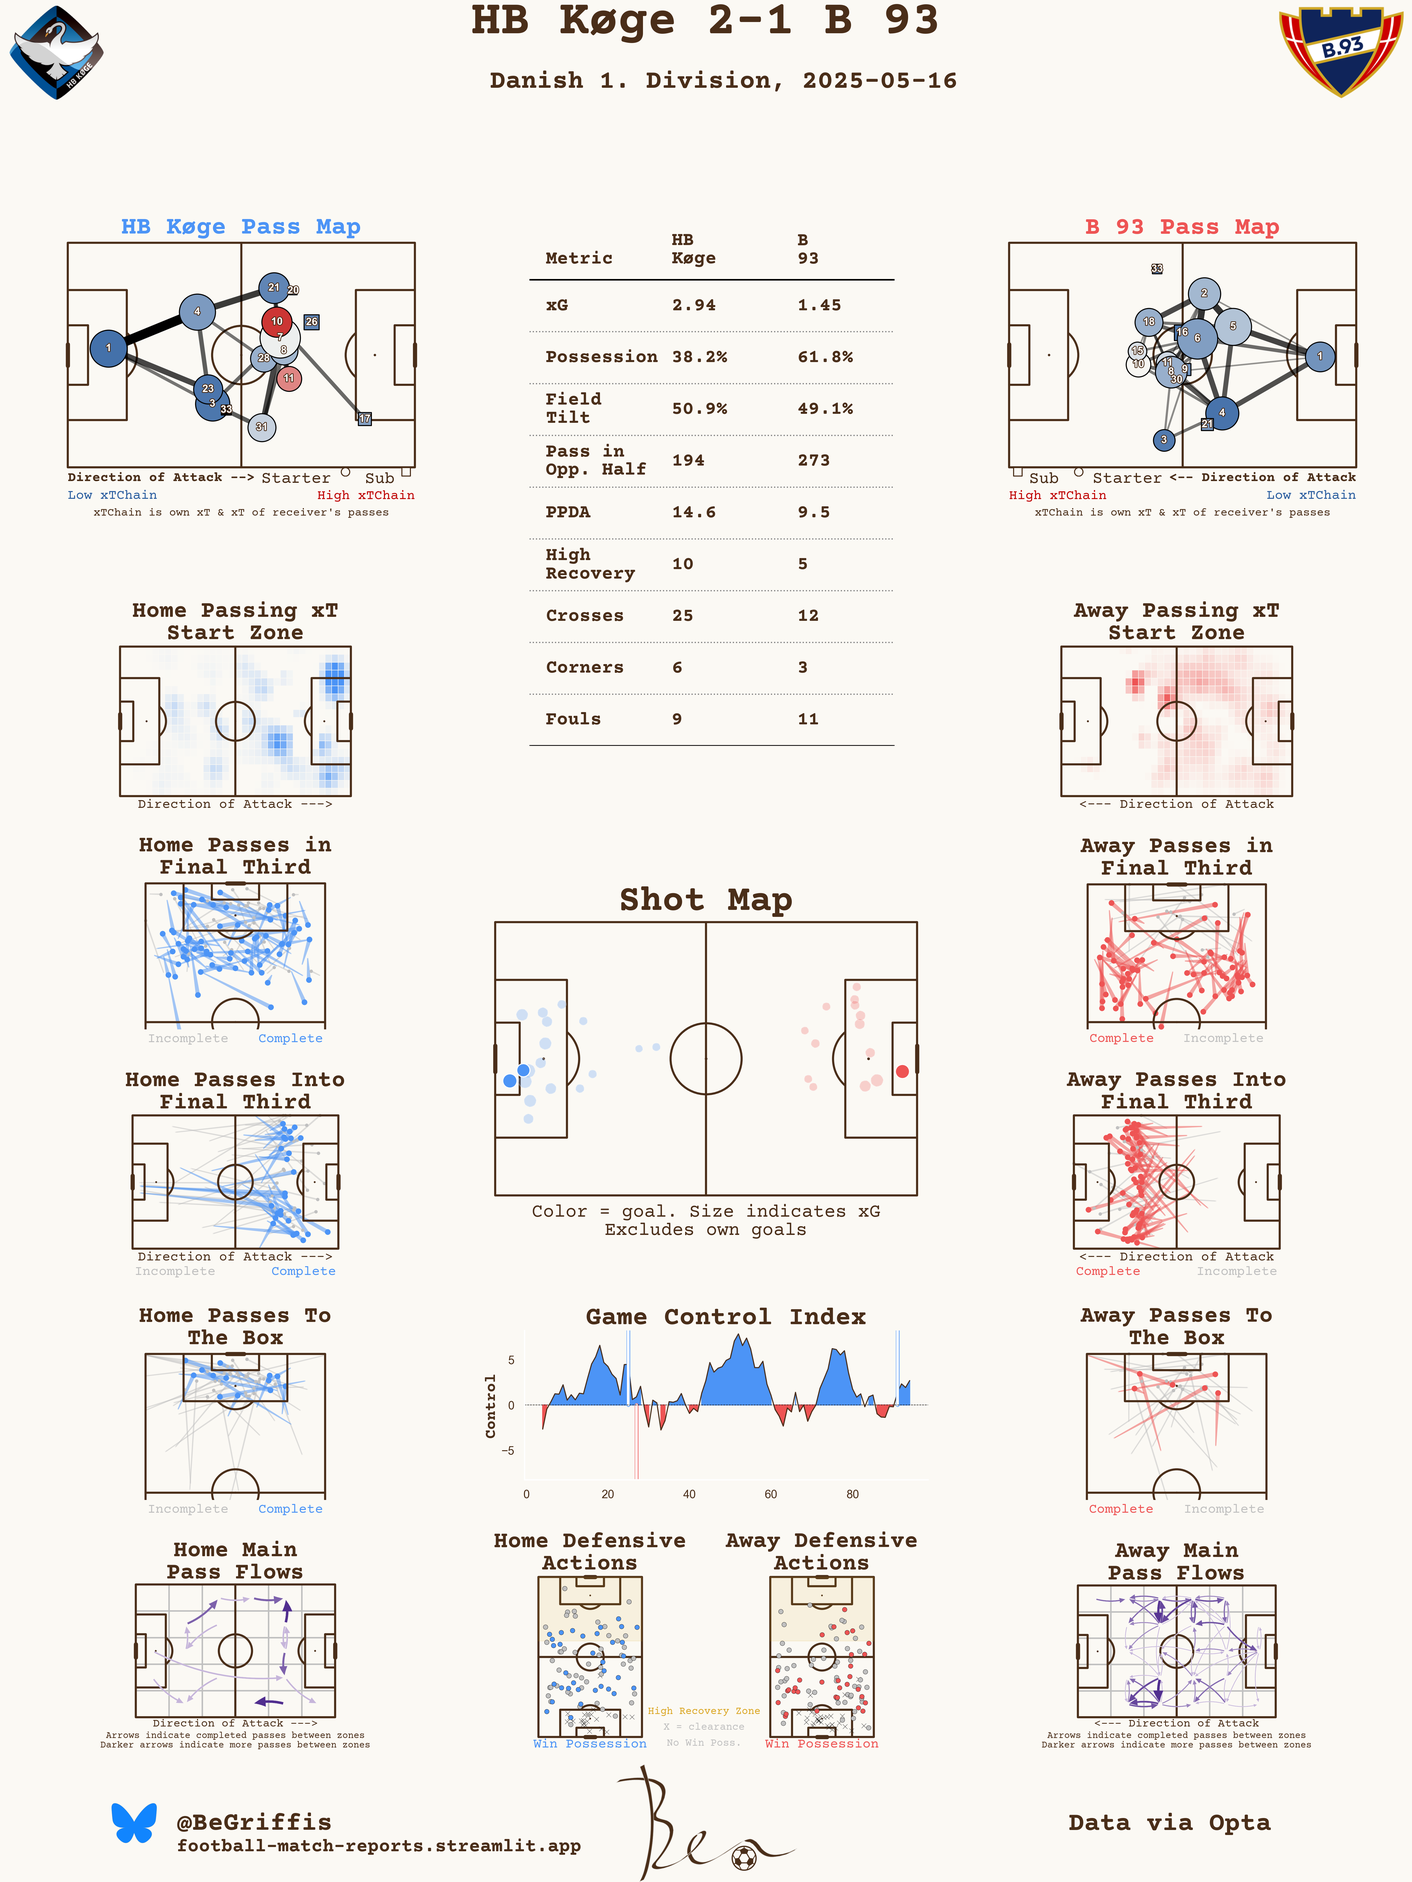 HB Køge 2-1 B 93
Danish 1. Division, 2025-05-16
HB KØGE
B.93
HB Køge Pass Map
1
4
21
20
10
7
8
26
28
11
23
3
33
31
17
Direction of Attack --> Starter Sub
Low xTChain High xTChain
xTChain is own xT & xT of receiver's passes
Metric HB Køge B 93
xG 2.94 1.45
Possession 38.2% 61.8%
Field Tilt 50.9% 49.1%
Pass in Opp. Half 194 273
PPDA 14.6 9.5
High Recovery 10 5
Crosses 25 12
Corners 6 3
Fouls 9 11
B 93 Pass Map
33
2
18
16
5
6
15
10
11
8
9
30
1
4
21
3
Sub Starter <-- Direction of Attack
High xTChain Low xTChain
xTChain is own xT & xT of receiver's passes
Home Passing xT
Start Zone
Direction of Attack --->
Away Passing xT
Start Zone
<--- Direction of Attack
Home Passes in
Final Third
Incomplete Complete
Away Passes in
Final Third
Complete Incomplete
Shot Map
Color = goal. Size indicates xG
Excludes own goals
Home Passes Into
Final Third
Direction of Attack --->
Incomplete Complete
Away Passes Into
Final Third
<--- Direction of Attack
Complete Incomplete
Home Passes To
The Box
Incomplete Complete
Game Control Index
Control
5
0
−5
0 20 40 60 80
Away Passes To
The Box
Complete Incomplete
Home Main
Pass Flows
Direction of Attack --->
Arrows indicate completed passes between zones
Darker arrows indicate more passes between zones
Home Defensive
Actions
Win Possession
High Recovery Zone
X = clearance
No Win Poss.
Away Defensive
Actions
Win Possession
Away Main
Pass Flows
<--- Direction of Attack
Arrows indicate completed passes between zones
Darker arrows indicate more passes between zones
@BeGriffis
football-match-reports.streamlit.app
Ben
Data via Opta